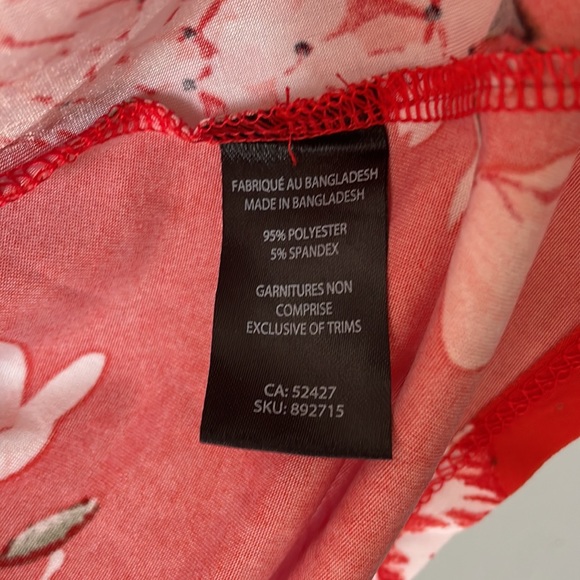 FABRIQUÉ AU BANGLADESH
MADE IN BANGLADESH
95% POLYESTER
5% SPANDEX
GARNITURES NON
COMPRISE
EXCLUSIVE OF TRIMS
CA: 52427
SKU: 892715